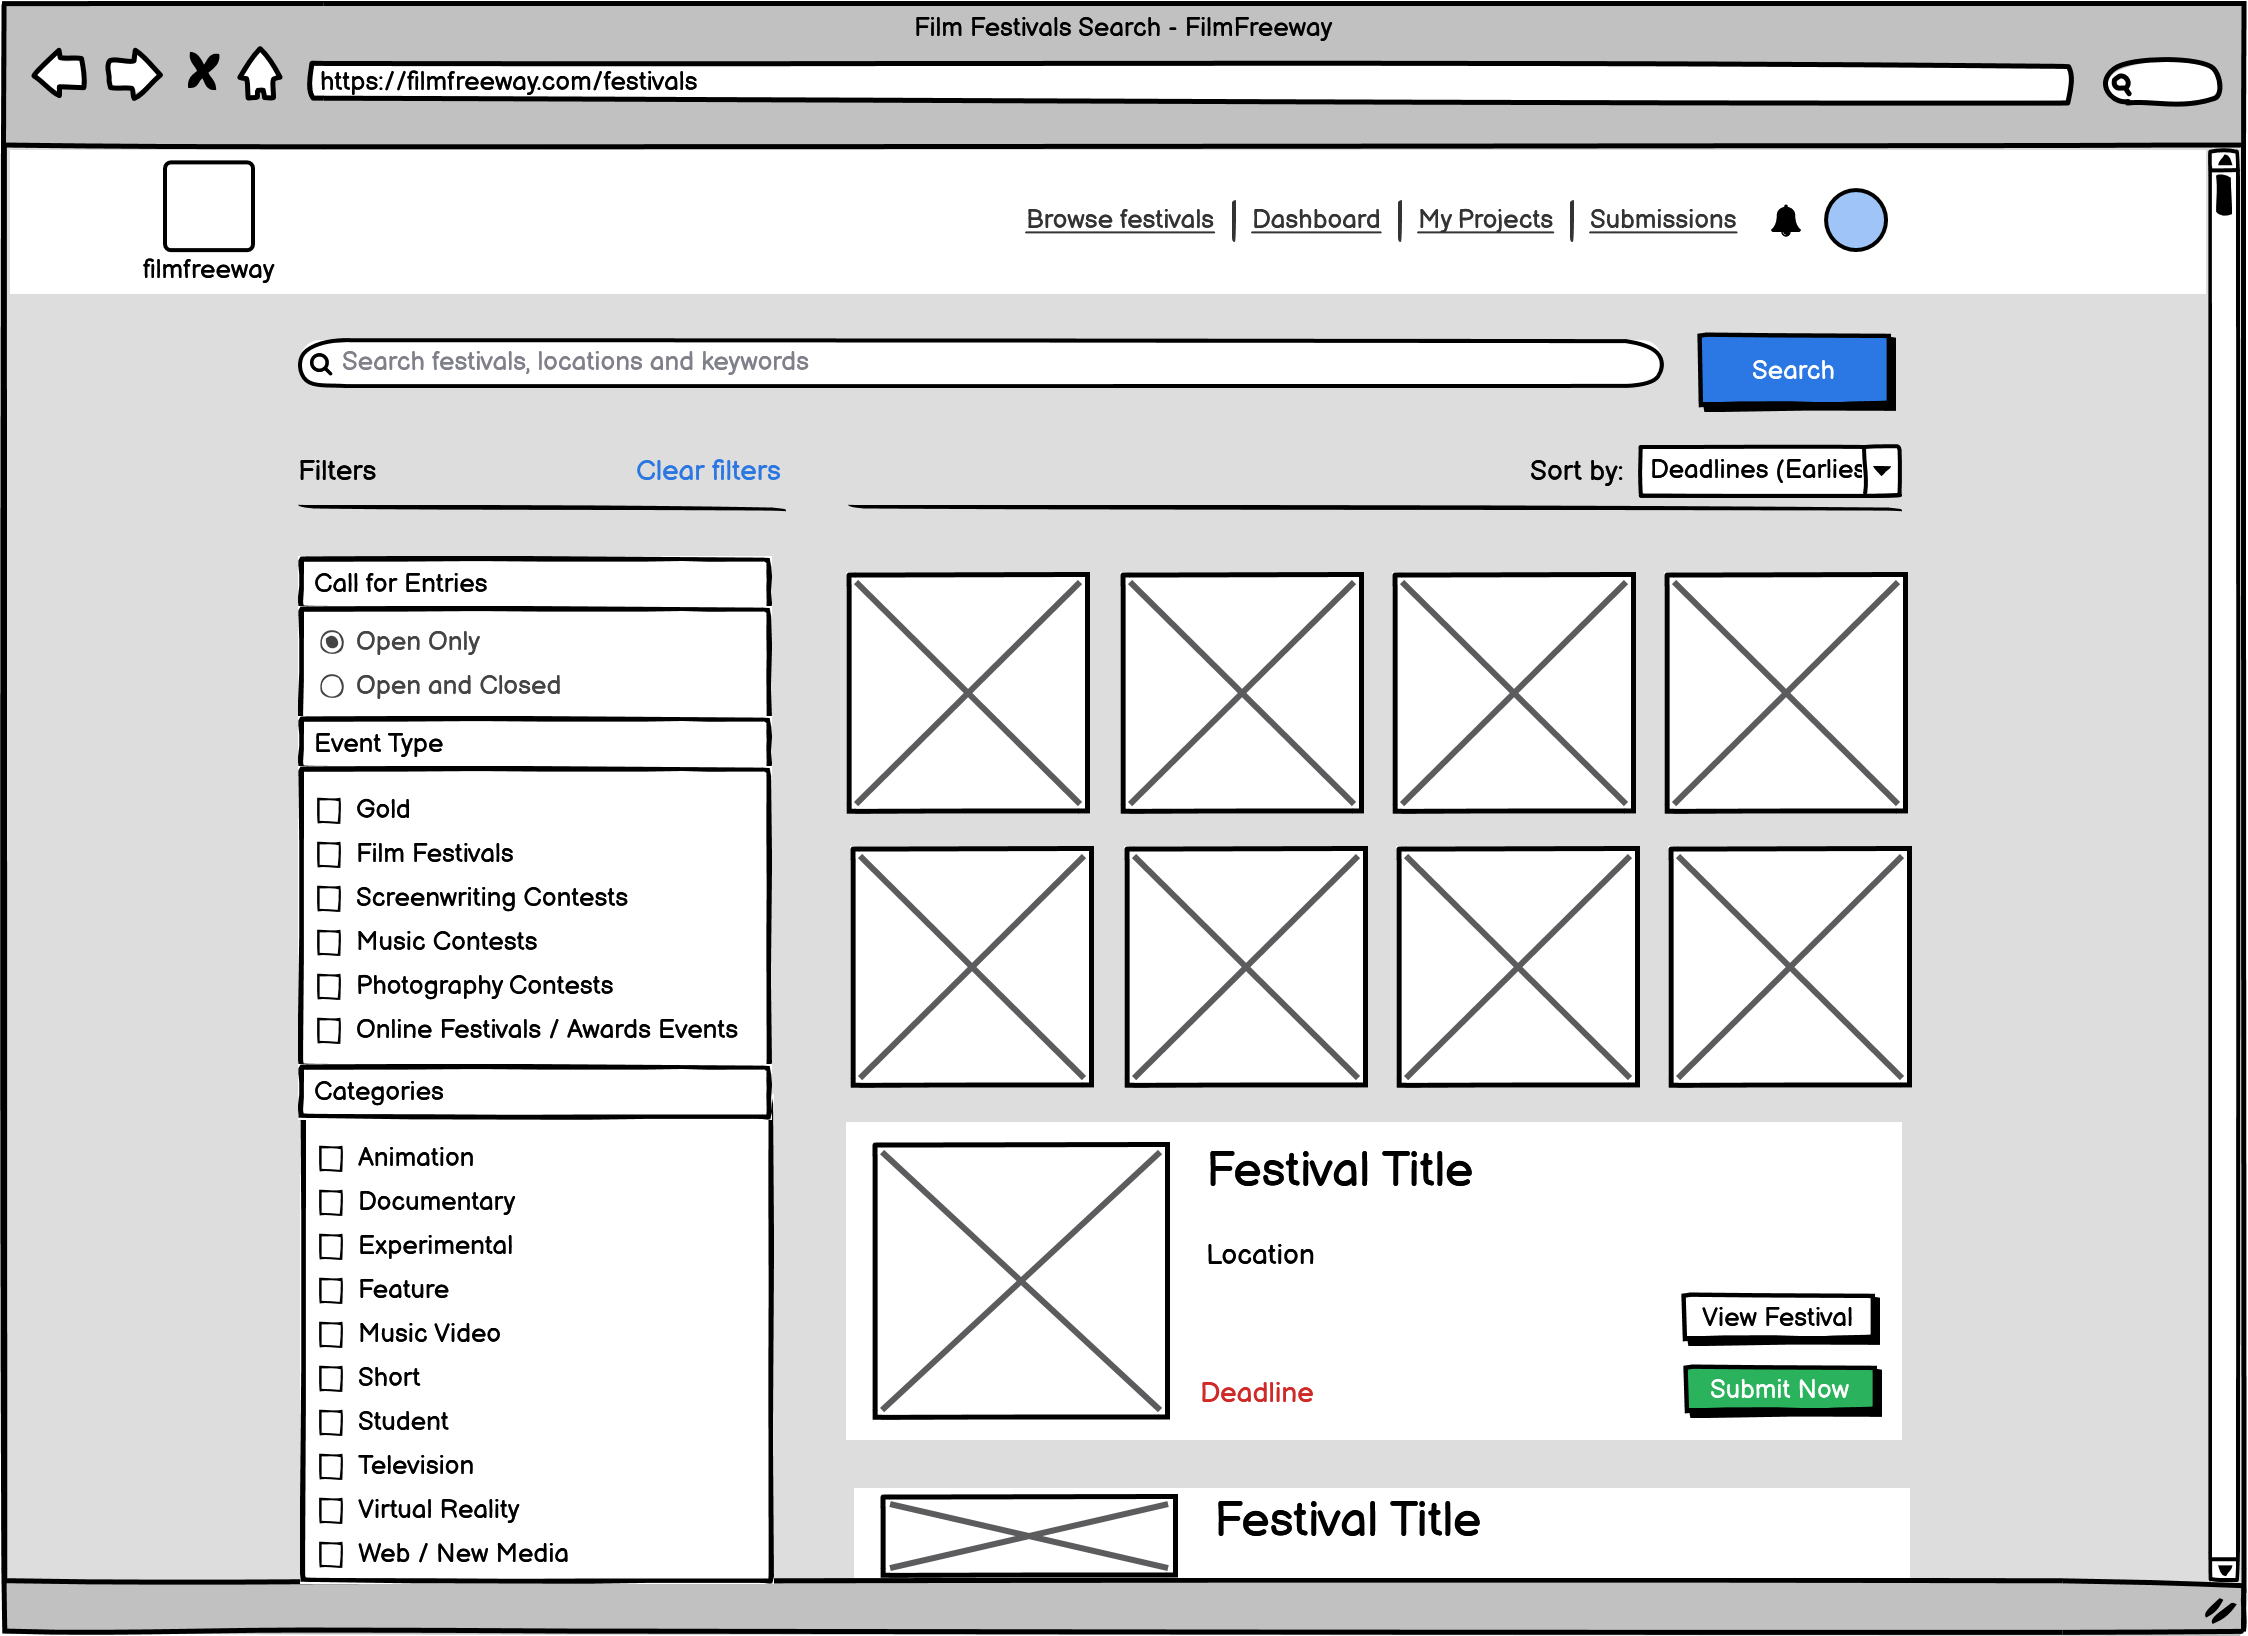 Film Festivals Search - FilmFreeway
https://filmfreeway.com/festivals
filmfreeway
Browse festivals
Dashboard
My Projects
Submissions
Search festivals, locations and keywords
Search
Filters
Clear filters
Sort by:
Deadlines (Earlies
Call for Entries
Open Only
Open and Closed
Event Type
Gold
Film Festivals
Screenwriting Contests
Music Contests
Photography Contests
Online Festivals / Awards Events
Categories
Animation
Documentary
Experimental
Feature
Music Video
Short
Student
Television
Virtual Reality
Web / New Media
Festival Title
Location
View Festival
Deadline
Submit Now
Festival Title